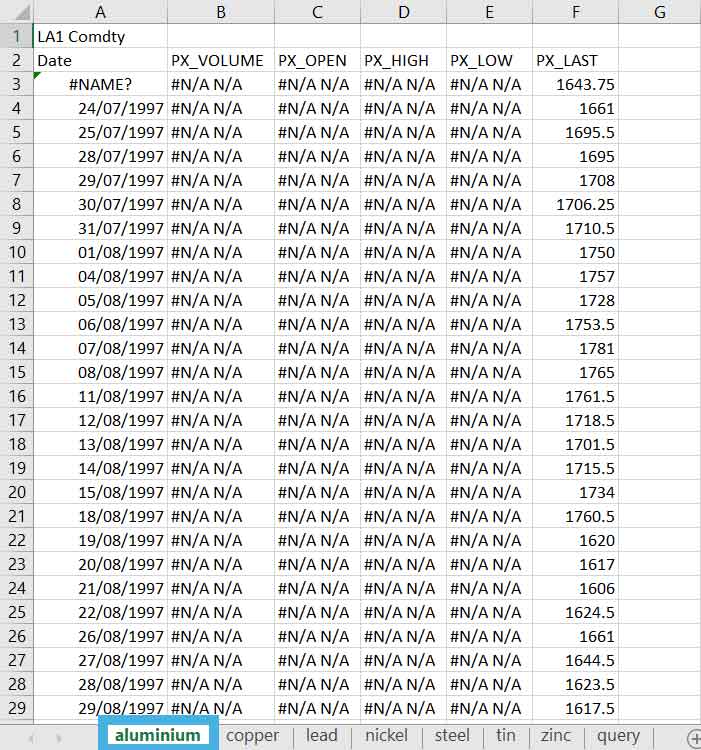 A B C D E F G
1 LA1 Comdty
2 Date PX_VOLUME PX_OPEN PX_HIGH PX_LOW PX_LAST
3 #NAME? #N/A N/A #N/A N/A #N/A N/A #N/A N/A 1643.75
4 24/07/1997 #N/A N/A #N/A N/A #N/A N/A #N/A N/A 1661
5 25/07/1997 #N/A N/A #N/A N/A #N/A N/A #N/A N/A 1695.5
6 28/07/1997 #N/A N/A #N/A N/A #N/A N/A #N/A N/A 1695
7 29/07/1997 #N/A N/A #N/A N/A #N/A N/A #N/A N/A 1708
8 30/07/1997 #N/A N/A #N/A N/A #N/A N/A #N/A N/A 1706.25
9 31/07/1997 #N/A N/A #N/A N/A #N/A N/A #N/A N/A 1710.5
10 01/08/1997 #N/A N/A #N/A N/A #N/A N/A #N/A N/A 1750
11 04/08/1997 #N/A N/A #N/A N/A #N/A N/A #N/A N/A 1757
12 05/08/1997 #N/A N/A #N/A N/A #N/A N/A #N/A N/A 1728
13 06/08/1997 #N/A N/A #N/A N/A #N/A N/A #N/A N/A 1753.5
14 07/08/1997 #N/A N/A #N/A N/A #N/A N/A #N/A N/A 1781
15 08/08/1997 #N/A N/A #N/A N/A #N/A N/A #N/A N/A 1765
16 11/08/1997 #N/A N/A #N/A N/A #N/A N/A #N/A N/A 1761.5
17 12/08/1997 #N/A N/A #N/A N/A #N/A N/A #N/A N/A 1718.5
18 13/08/1997 #N/A N/A #N/A N/A #N/A N/A #N/A N/A 1701.5
19 14/08/1997 #N/A N/A #N/A N/A #N/A N/A #N/A N/A 1715.5
20 15/08/1997 #N/A N/A #N/A N/A #N/A N/A #N/A N/A 1734
21 18/08/1997 #N/A N/A #N/A N/A #N/A N/A #N/A N/A 1760.5
22 19/08/1997 #N/A N/A #N/A N/A #N/A N/A #N/A N/A 1620
23 20/08/1997 #N/A N/A #N/A N/A #N/A N/A #N/A N/A 1617
24 21/08/1997 #N/A N/A #N/A N/A #N/A N/A #N/A N/A 1606
25 22/08/1997 #N/A N/A #N/A N/A #N/A N/A #N/A N/A 1624.5
26 26/08/1997 #N/A N/A #N/A N/A #N/A N/A #N/A N/A 1661
27 27/08/1997 #N/A N/A #N/A N/A #N/A N/A #N/A N/A 1644.5
28 28/08/1997 #N/A N/A #N/A N/A #N/A N/A #N/A N/A 1623.5
29 29/08/1997 #N/A N/A #N/A N/A #N/A N/A #N/A N/A 1617.5
aluminium copper lead nickel steel tin zinc query